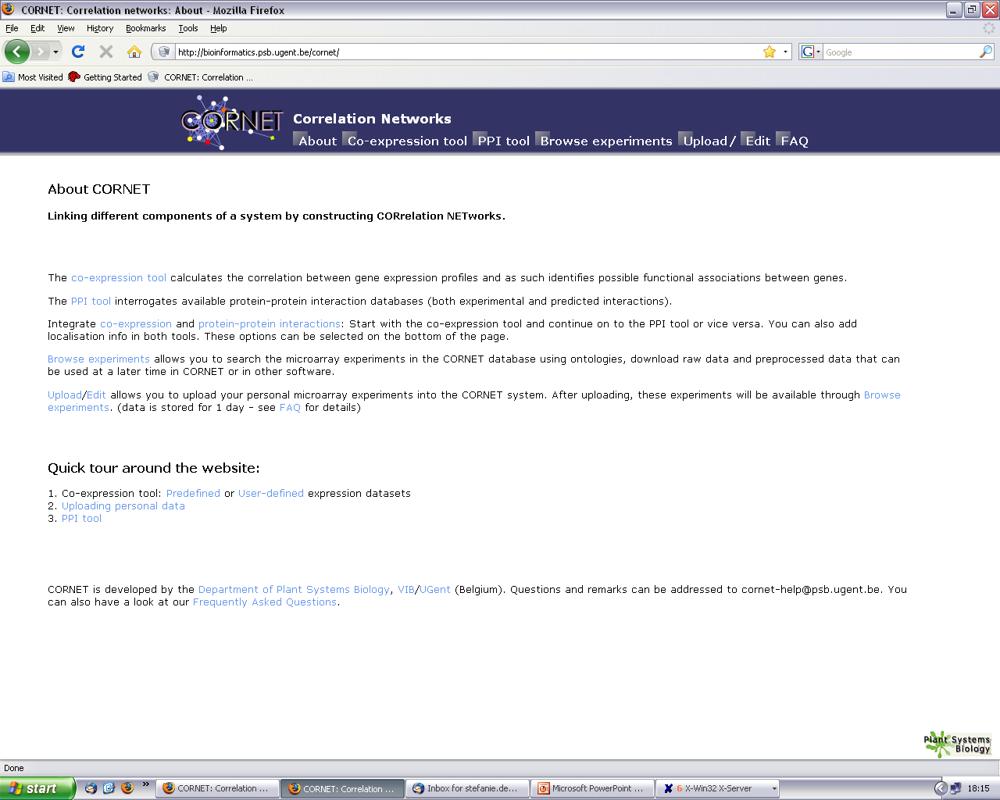 CORNET: Correlation networks: About - Mozilla Firefox
File Edit View History Bookmarks Tools Help
http://bioinformatics.psb.ugent.be/cornet/
Google
Most Visited Getting Started CORNET: Correlation ...
CORNET
Correlation Networks
About Co-expression tool PPI tool Browse experiments Upload/ Edit FAQ
About CORNET
Linking different components of a system by constructing CORrelation NETworks.
The co-expression tool calculates the correlation between gene expression profiles and as such identifies possible functional associations between genes.
The PPI tool interrogates available protein-protein interaction databases (both experimental and predicted interactions).
Integrate co-expression and protein-protein interactions: Start with the co-expression tool and continue on to the PPI tool or vice versa. You can also add
localisation info in both tools. These options can be selected on the bottom of the page.
Browse experiments allows you to search the microarray experiments in the CORNET database using ontologies, download raw data and preprocessed data that can
be used at a later time in CORNET or in other software.
Upload/Edit allows you to upload your personal microarray experiments into the CORNET system. After uploading, these experiments will be available through Browse
experiments. (data is stored for 1 day - see FAQ for details)
Quick tour around the website:
1. Co-expression tool: Predefined or User-defined expression datasets
2. Uploading personal data
3. PPI tool
CORNET is developed by the Department of Plant Systems Biology, VIB/UGent (Belgium). Questions and remarks can be addressed to cornet-help@psb.ugent.be. You
can also have a look at our Frequently Asked Questions.
Plant Systems
Biology
Done
start
CORNET: Correlation ...
CORNET: Correlation ...
Inbox for stefanie.de...
Microsoft PowerPoint ...
6 X-Win32 X-Server
18:15